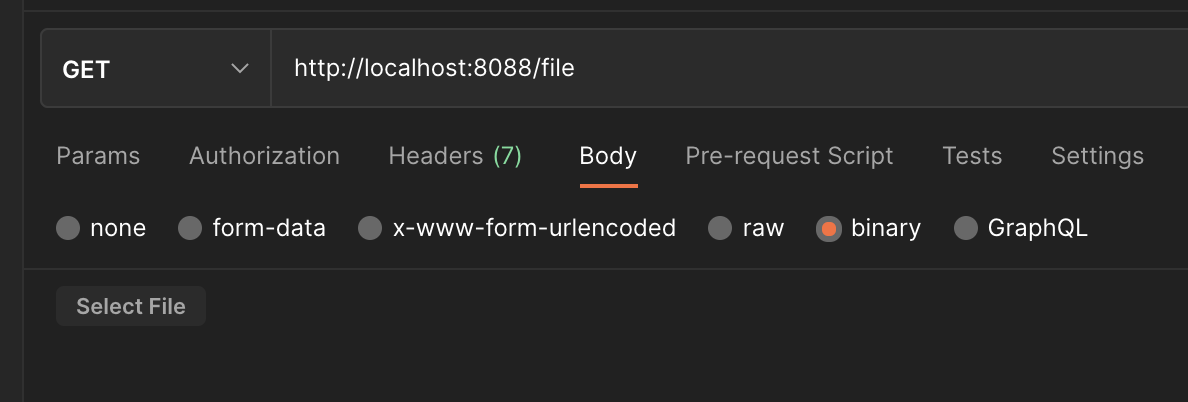 GET http://localhost:8088/file
Params Authorization Headers (7) Body Pre-request Script Tests Settings
none form-data x-www-form-urlencoded raw binary GraphQL
Select File